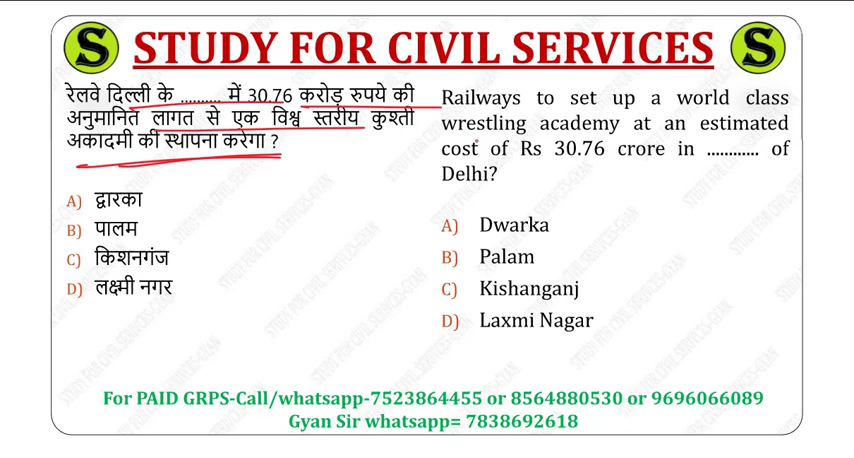 S STUDY FOR CIVIL SERVICES S
रेलवे दिल्ली के .......... में 30.76 करोड़ रुपये की
अनुमानित लागत से एक विश्व स्तरीय कुश्ती
अकादमी की स्थापना करेगा ?
A) द्वारका
B) पालम
C) किशनगंज
D) लक्ष्मी नगर
Railways to set up a world class
wrestling academy at an estimated
cost of Rs 30.76 crore in ............ of
Delhi?
A) Dwarka
B) Palam
C) Kishanganj
D) Laxmi Nagar
For PAID GRPS-Call/whatsapp-7523864455 or 8564880530 or 9696066089
Gyan Sir whatsapp= 7838692618